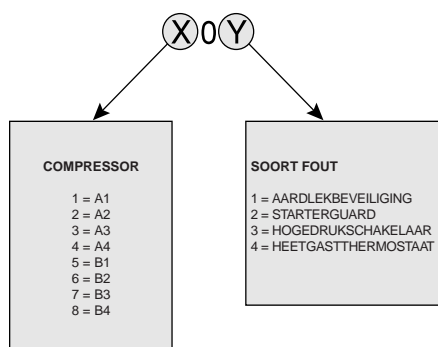 X0Y
COMPRESSOR
1 = A1
2 = A2
3 = A3
4 = A4
5 = B1
6 = B2
7 = B3
8 = B4
SOORT FOUT
1 = AARDLEKBEVEILIGING
2 = STARTERGUARD
3 = HOGEDRUKSCHAKELAAR
4 = HEETGASTTHERMOSTAAT